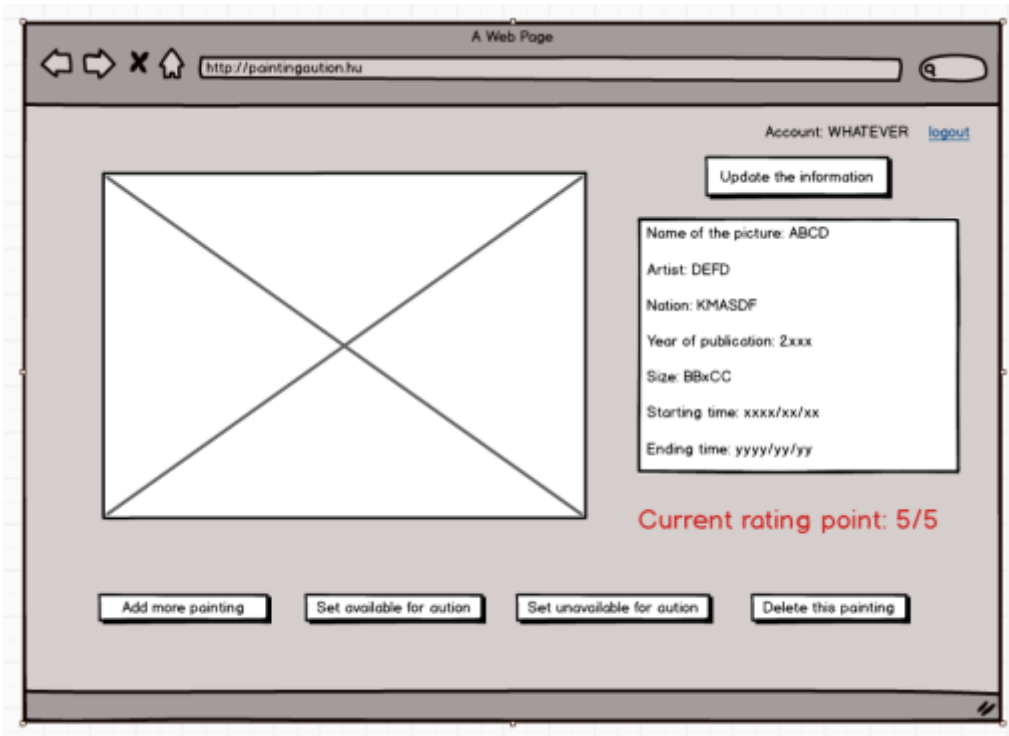 A Web Page
http://paintingaution.hu
Account: WHATEVER logout
Update the information
Name of the picture: ABCD
Artist: DEFD
Nation: KMASDF
Year of publication: 2xxx
Size: BBxCC
Starting time: xxxx/xx/xx
Ending time: yyyy/yy/yy
Current rating point: 5/5
Add more painting
Set available for aution
Set unavailable for aution
Delete this painting